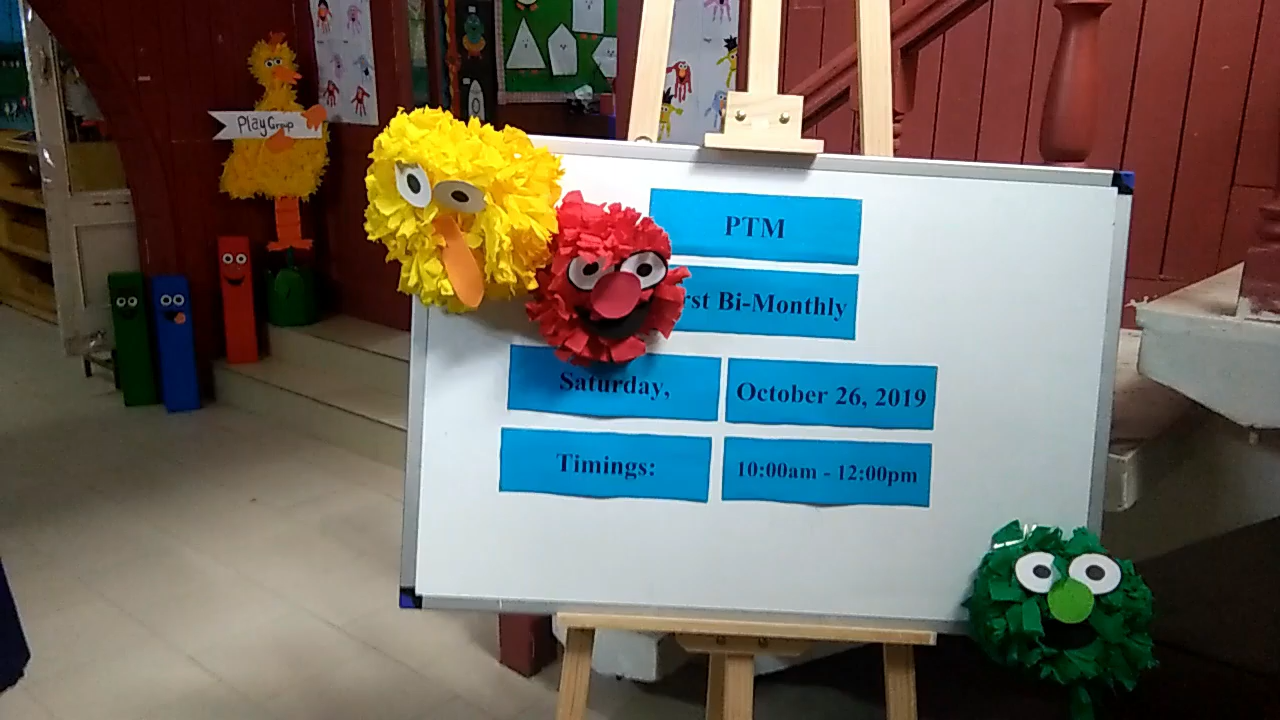 PlayGroup
PTM
rst Bi-Monthly
Saturday, October 26, 2019
Timings: 10:00am - 12:00pm